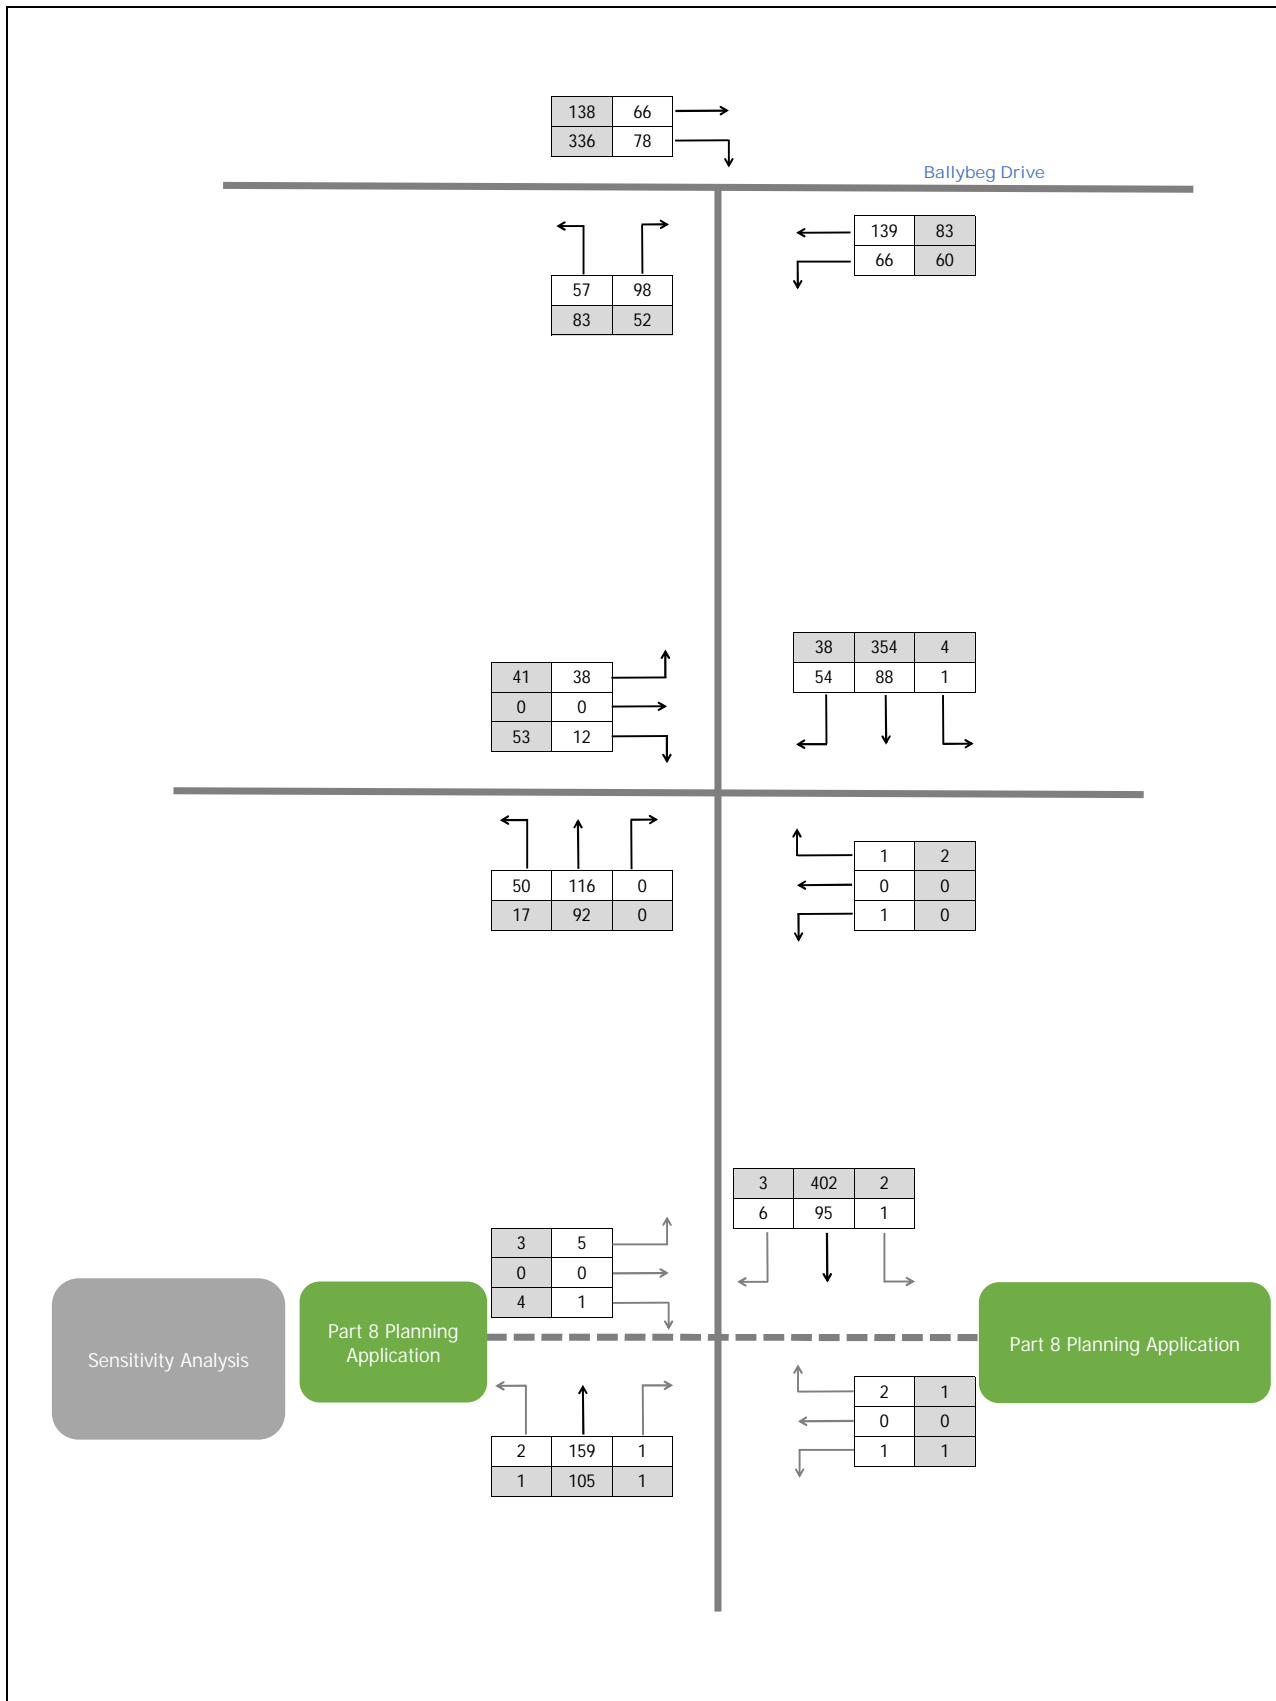 138 66
336 78
Ballybeg Drive
139 83
66 60
57 98
83 52
38 354 4
54 88 1
41 38
0 0
53 12
1 2
0 0
1 0
50 116 0
17 92 0
3 402 2
6 95 1
3 5
0 0
4 1
Sensitivity Analysis
Part 8 Planning
Application
Part 8 Planning Application
2 1
0 0
1 1
2 159 1
1 105 1